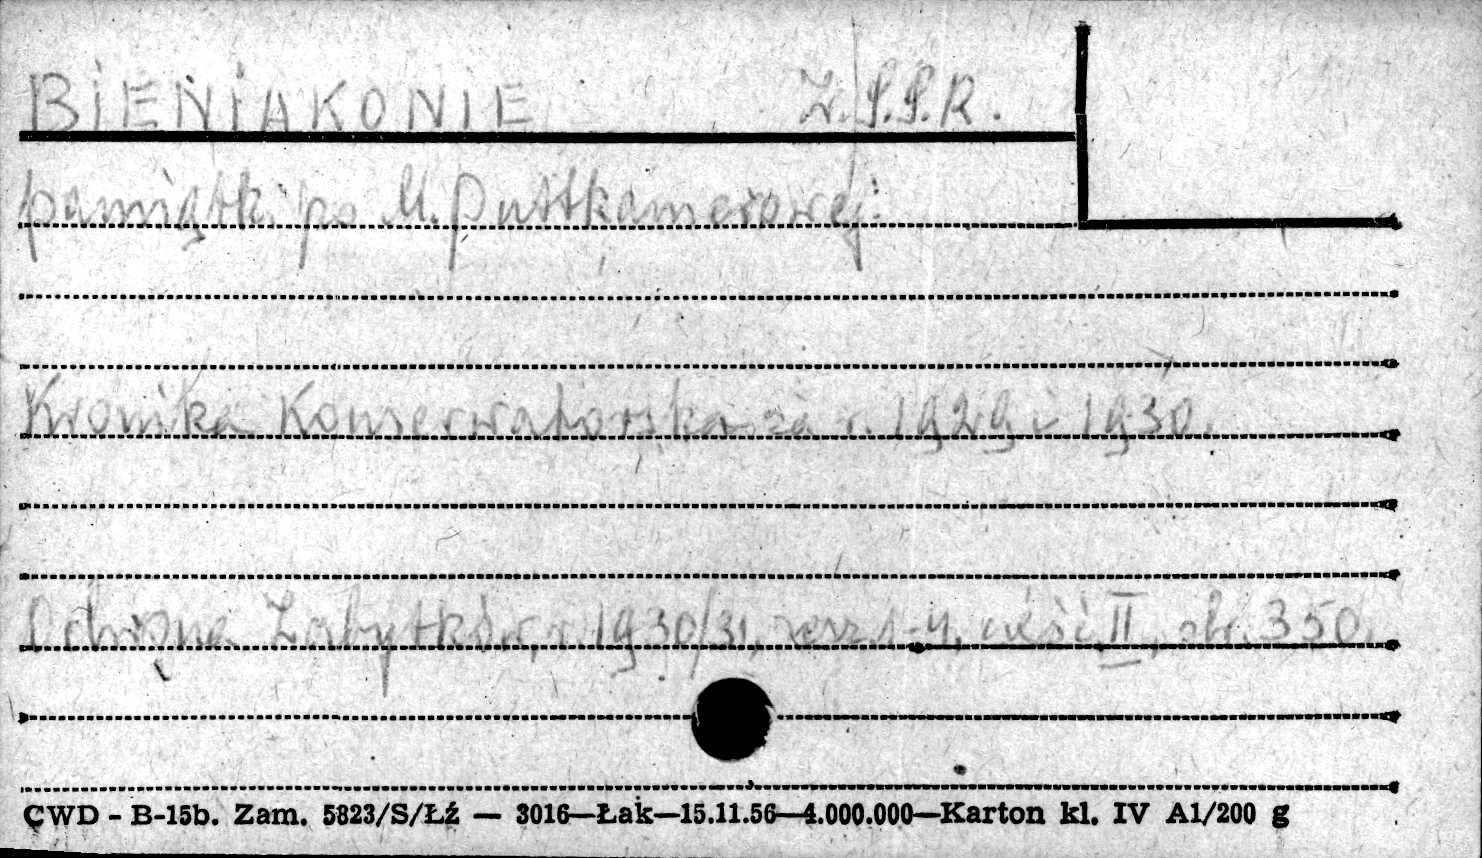 BIENIAKONIE Z.S.S.R.
pamiątki po M. Puttkamerowej:
Kronika Konserwatorska za r. 1929 i 1930.
Ochrona Zabytków, r. 1930/31, zesz. 1-4, część II, str. 350.
CWD - B-15b. Zam. 5823/S/Łź — 3016—Łak—15.11.56—4.000.000—Karton kl. IV A1/200 g